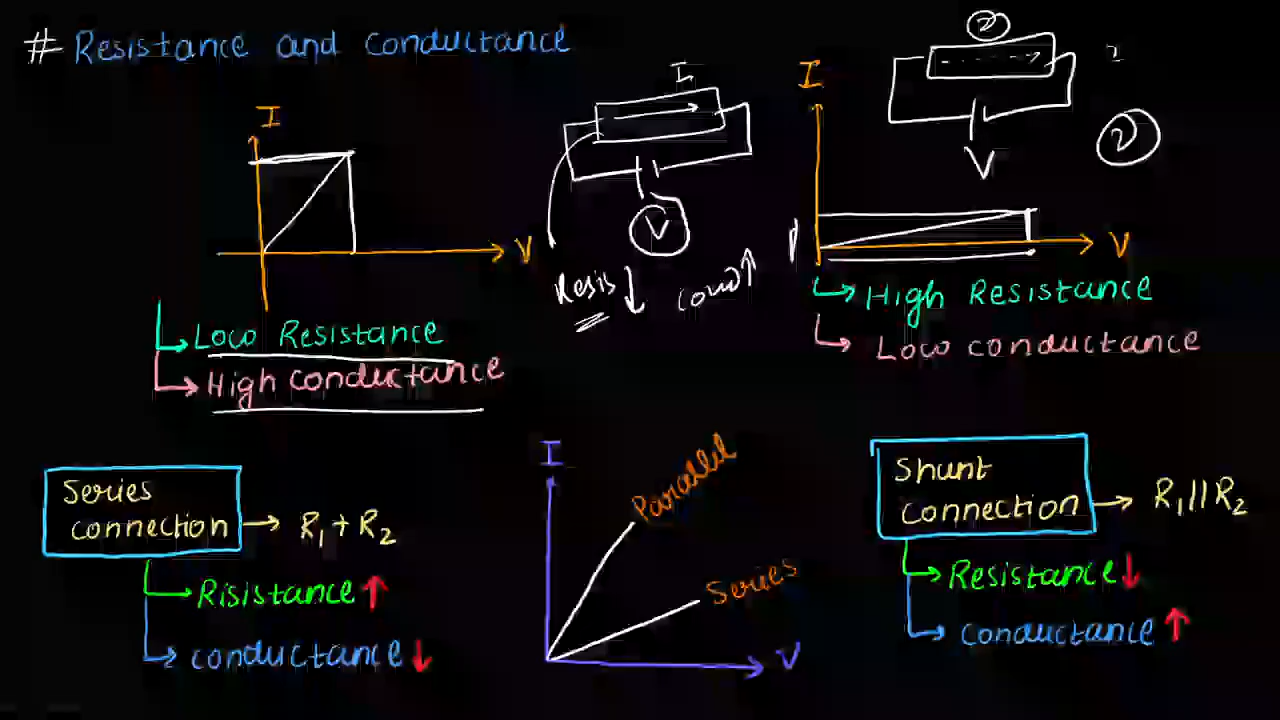 # Resistance and conductance
I
V
Low Resistance
High conductance
I
V
Resis ↓ cond ↑
I
V
V
High Resistance
Low conductance
Series
connection → R1 + R2
Risistance ↑
conductance ↓
I
Parallel
Series
V
Shunt
connection → R1 || R2
Resistance ↓
conductance ↑